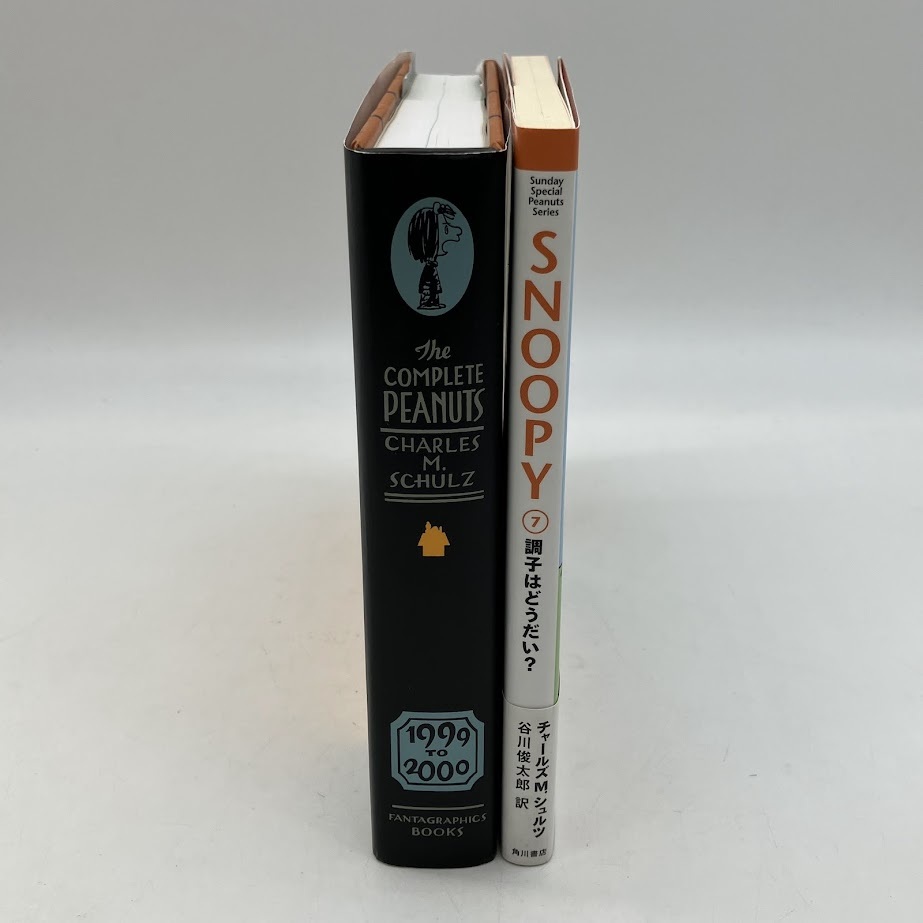 The
COMPLETE
PEANUTS
CHARLES
M.
SCHULZ
1999
TO
2000
FANTAGRAPHICS
BOOKS
Sunday
Special
Peanuts
Series
SNOOPY
7
調子はどうだい?
チャールズM.シュルツ
谷川俊太郎 訳
角川書店